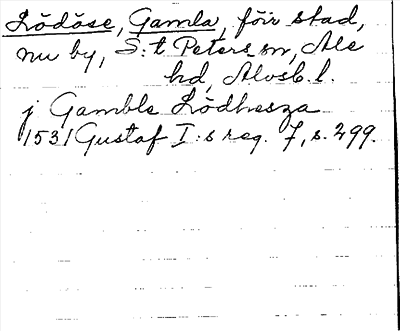 Lödöse, Gamla, förr stad,
nu by, S:t Peters sn, Ale
hd, Älvsb. l.
j Gamble Lödhesza
1531 Gustaf I:s reg. 7, s. 299.